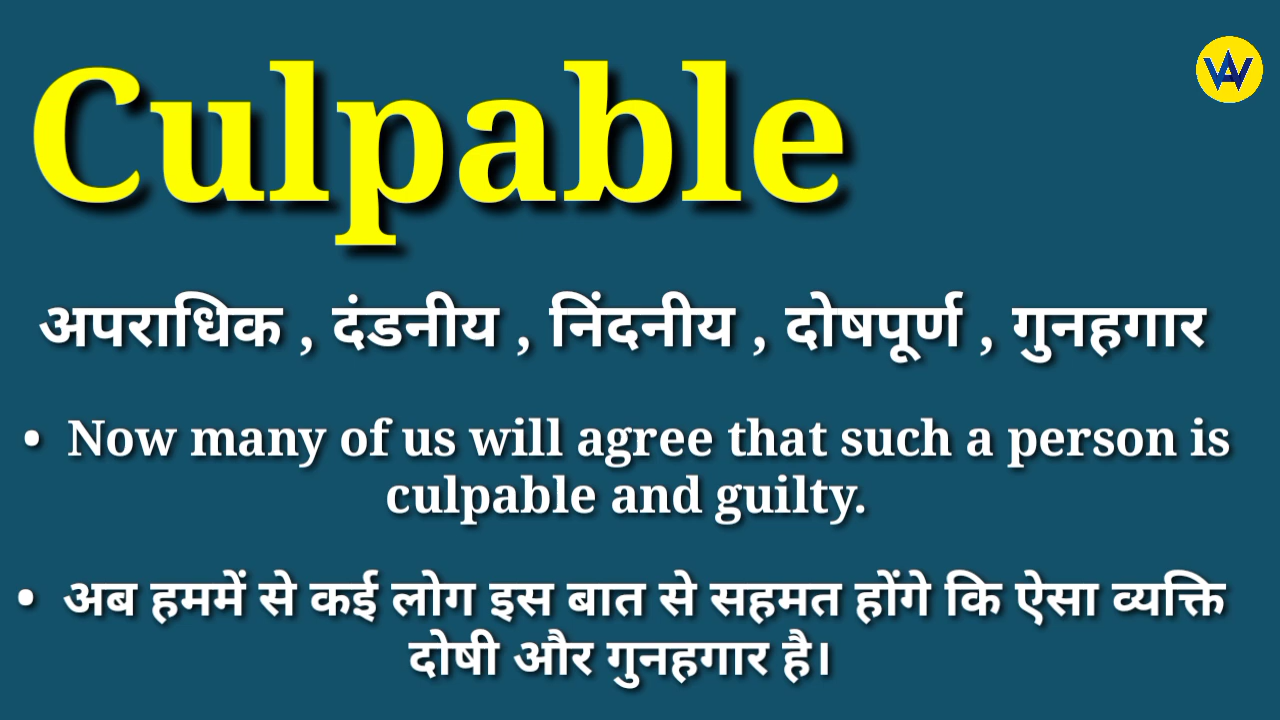 Culpable
अपराधिक , दंडनीय , निंदनीय , दोषपूर्ण , गुनहगार
• Now many of us will agree that such a person is
culpable and guilty.
• अब हममें से कई लोग इस बात से सहमत होंगे कि ऐसा व्यक्ति
दोषी और गुनहगार है।